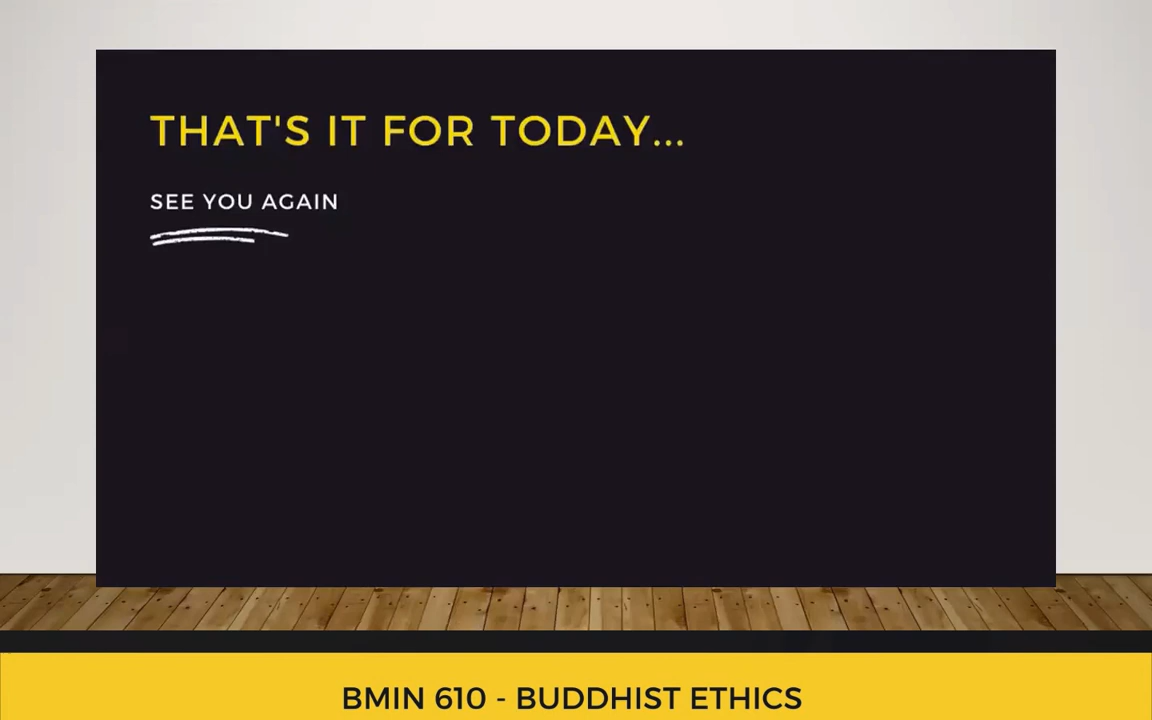 THAT'S IT FOR TODAY...
SEE YOU AGAIN
BMIN 610 - BUDDHIST ETHICS